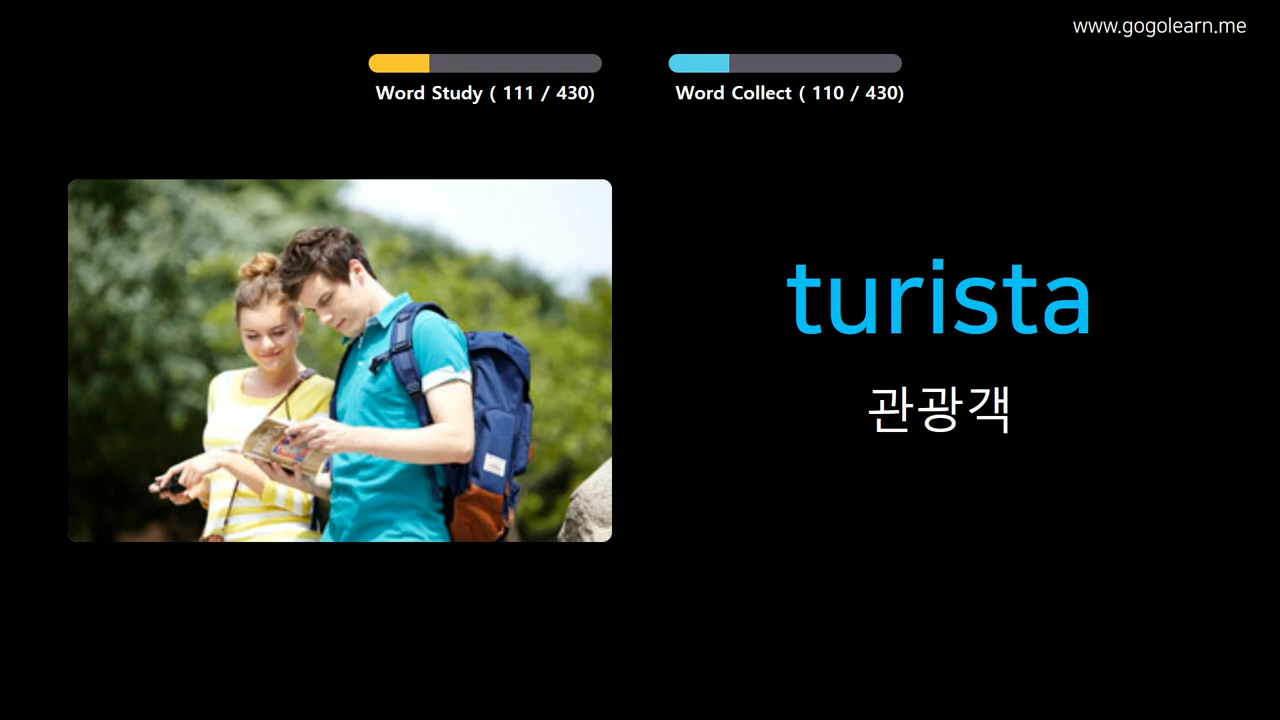 www.gogolearn.me
Word Study ( 111 / 430)
Word Collect ( 110 / 430)
turista
관광객